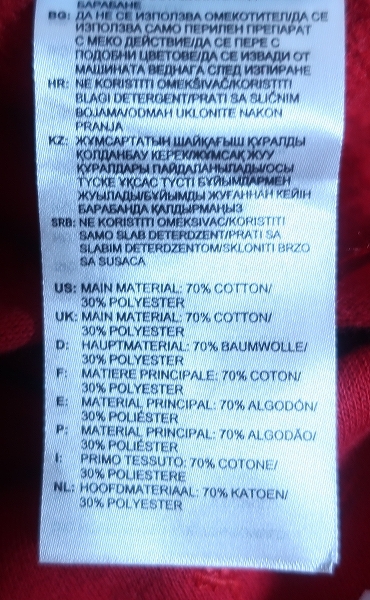 БАРАБАНЕ
BG: ДА НЕ СЕ ИЗПОЛЗВА ОМЕКОТИТЕЛ/ДА СЕ
ИЗПОЛЗВА САМО ПЕРИЛЕН ПРЕПАРАТ
С МЕКО ДЕЙСТВИЕ/ДА СЕ ПЕРЕ С
ПОДОБНИ ЦВЕТОВЕ/ДА СЕ ИЗВАДИ ОТ
МАШИНАТА ВЕДНАГА СЛЕД ИЗПИРАНЕ
HR: NE KORISTITI OMEKŠIVAČ/KORISTITI
BLAGI DETERGENT/PRATI SA SLIČNIM
BOJAMA/ODMAH UKLONITE NAKON
PRANJA
KZ: ЖҰМСАРТАТЫН ШАЙҚАҒЫШ ҚҰРАЛДЫ
ҚОЛДАНБАУ КЕРЕК/ЖҰМСАҚ ЖУУ
ҚҰРАЛДАРЫ ПАЙДАЛАНЫЛАДЫ/ОСЫ
ТҮСКЕ ҰҚСАС ТҮСТІ БҰЙЫМДАРМЕН
ЖУЫЛАДЫ/БҰЙЫМДЫ ЖУҒАННАН КЕЙІН
БАРАБАНДА ҚАЛДЫРМАҢЫЗ
SRB: NE KORISTITI OMEKSIVAC/KORISTITI
SAMO SLAB DETERDZENT/PRATI SA
SLABIM DETERDZENTOM/SKLONITI BRZO
SA SUSACA
US: MAIN MATERIAL: 70% COTTON/
30% POLYESTER
UK: MAIN MATERIAL: 70% COTTON/
30% POLYESTER
D: HAUPTMATERIAL: 70% BAUMWOLLE/
30% POLYESTER
F: MATIERE PRINCIPALE: 70% COTON/
30% POLYESTER
E: MATERIAL PRINCIPAL: 70% ALGODÓN/
30% POLIÉSTER
P: MATERIAL PRINCIPAL: 70% ALGODÃO/
30% POLIÉSTER
I: PRIMO TESSUTO: 70% COTONE/
30% POLIESTERE
NL: HOOFDMATERIAAL: 70% KATOEN/
30% POLYESTER